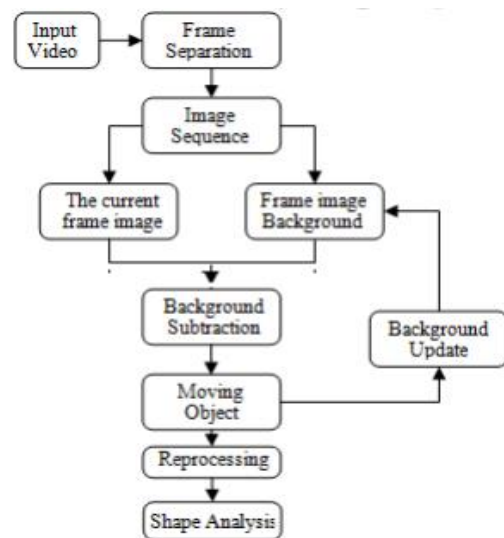 Input
Video
Frame
Separation
Image
Sequence
The current
frame image
Frame image
Background
Background
Subtraction
Background
Update
Moving
Object
Reprocessing
Shape Analysis